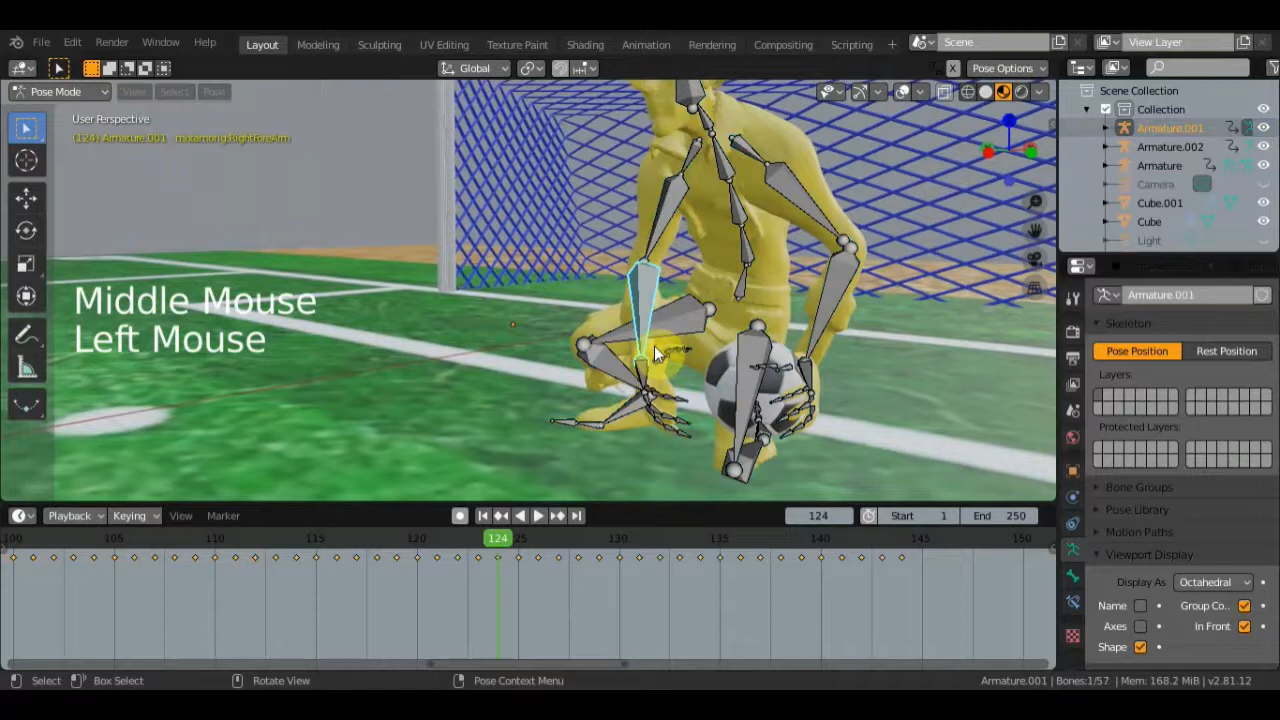 File Edit Render Window Help Layout Modeling Sculpting UV Editing Texture Paint Shading Animation Rendering Compositing Scripting + Scene View Layer
Global X Pose Options
Pose Mode View Select Pose
User Perspective
(124) Armature.001 mixamorig:RightForeArm
Middle Mouse
Left Mouse
Scene Collection
Collection
Armature.001
Armature.002
Armature
Camera
Cube.001
Cube
Light
Armature.001
Skeleton
Pose Position Rest Position
Layers:
Protected Layers:
Bone Groups
Pose Library
Motion Paths
Viewport Display
Display As Octahedral
Name Group Co..
Axes In Front
Shape
Playback Keying View Marker 124 Start 1 End 250
100 105 110 115 120 124 25 130 135 140 145 150
Select Box Select Rotate View Pose Context Menu Armature.001 | Bones:1/57 | Mem: 168.2 MiB | v2.81.12